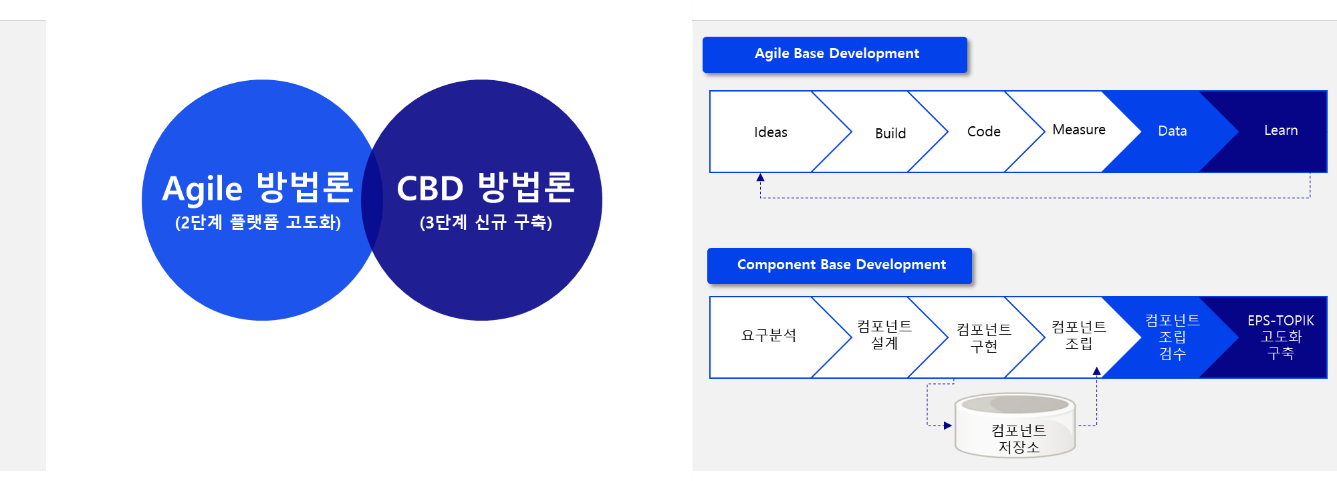 Agile 방법론
(2단계 플랫폼 고도화)
CBD 방법론
(3단계 신규 구축)
Agile Base Development
Ideas
Build
Code
Measure
Data
Learn
Component Base Development
요구분석
컴포넌트
설계
컴포넌트
구현
컴포넌트
조립
컴포넌트
조립
검수
EPS-TOPIK
고도화
구축
컴포넌트
저장소